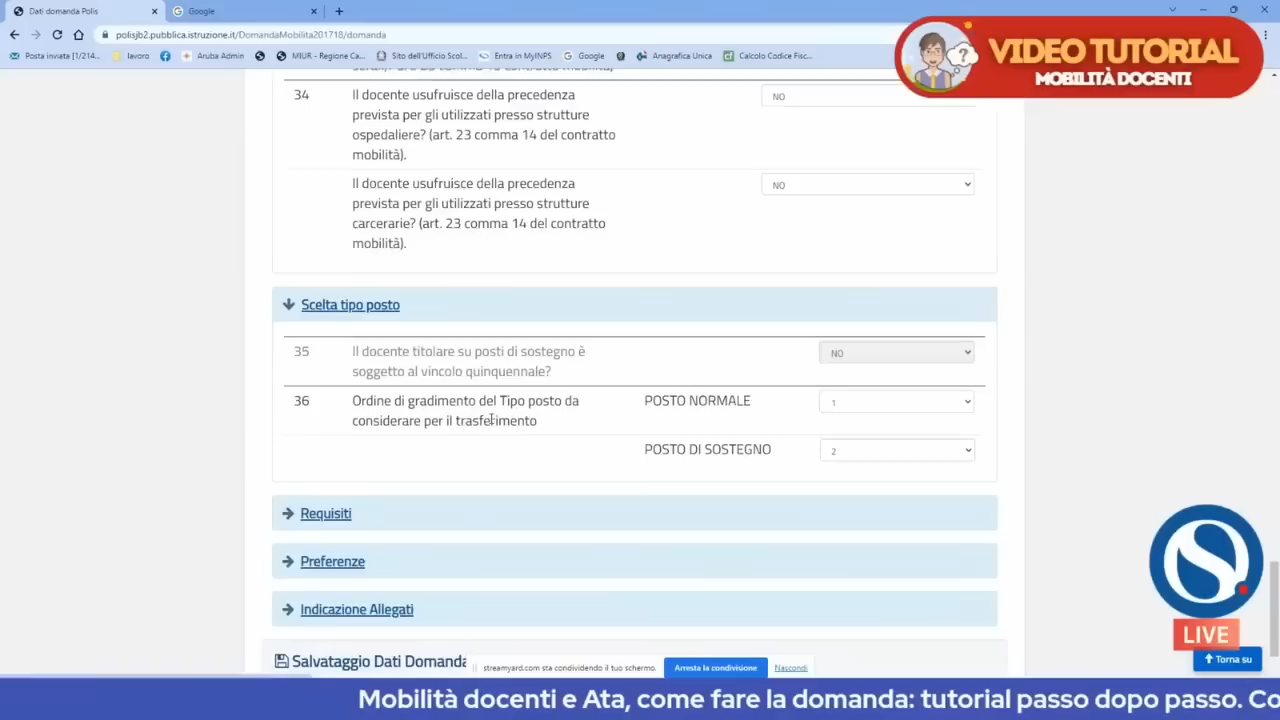 Dati domanda Polis
Google
polisjb2.pubblica.istruzione.it/DomandaMobilita201718/domanda
Posta inviata [1/214...
lavoro
Aruba Admin
MIUR - Regione Ca...
Sito dell'Ufficio Scol...
Entra in MyINPS
Google
Anagrafica Unica
Calcolo Codice Fisc...
VIDEO TUTORIAL
MOBILITÀ DOCENTI
34
Il docente usufruisce della precedenza
prevista per gli utilizzati presso strutture
ospedaliere? (art. 23 comma 14 del contratto
mobilità).
NO
Il docente usufruisce della precedenza
prevista per gli utilizzati presso strutture
carcerarie? (art. 23 comma 14 del contratto
mobilità).
NO
Scelta tipo posto
35
Il docente titolare su posti di sostegno è
soggetto al vincolo quinquennale?
NO
36
Ordine di gradimento del Tipo posto da
considerare per il trasferimento
POSTO NORMALE
1
POSTO DI SOSTEGNO
2
Requisiti
Preferenze
Indicazione Allegati
Salvataggio Dati Domanda
streamyard.com sta condividendo il tuo schermo.
Arresta la condivisione
Nascondi
LIVE
Torna su
Mobilità docenti e Ata, come fare la domanda: tutorial passo dopo passo. Co